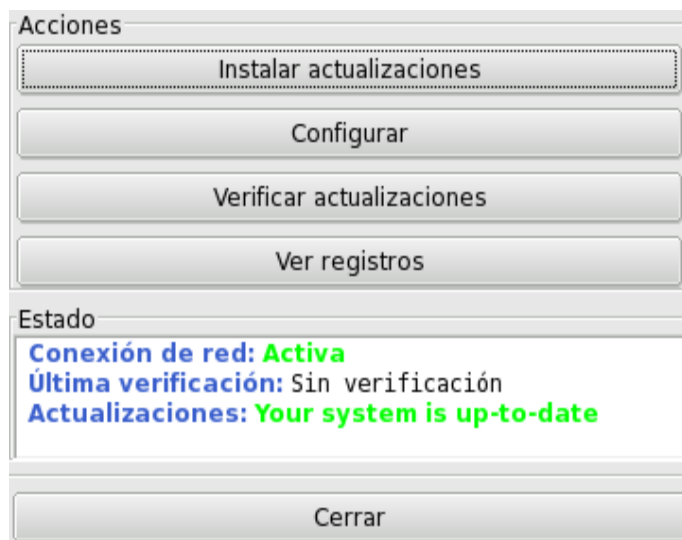 Acciones
Instalar actualizaciones
Configurar
Verificar actualizaciones
Ver registros
Estado
Conexión de red: Activa
Última verificación: Sin verificación
Actualizaciones: Your system is up-to-date
Cerrar